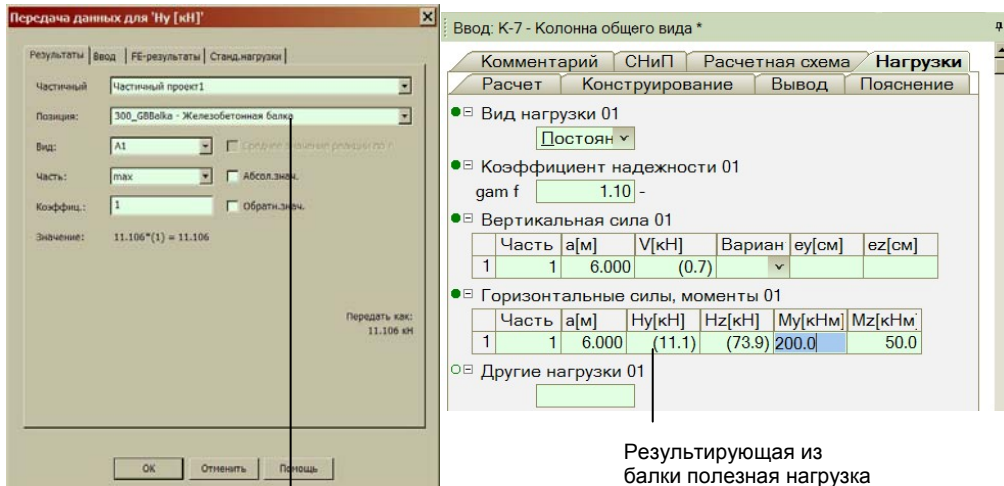 Передача данных для 'Hy [кН]'
Результаты Ввод FE-результаты Станд.нагрузки
Частичный Частичный проект1
Позиция: 300_GBBalka - Железобетонная балка
Вид: A1 Среднее значение реакции по г
Часть: max Абсол.знач.
Коэффиц.: 1 Обратн.знач.
Значение: 11.106*(1) = 11.106
Передать как:
11.106 кН
ОК Отменить Помощь
Ввод: К-7 - Колонна общего вида *
Комментарий СНиП Расчетная схема Нагрузки
Расчет Конструирование Вывод Пояснение
Вид нагрузки 01
Постоян
Коэффициент надежности 01
gam f 1.10 -
Вертикальная сила 01
Часть a[м] V[кН] Вариан ey[см] ez[см]
1 1 6.000 (0.7)
Горизонтальные силы, моменты 01
Часть a[м] Hy[кН] Hz[кН] My[кНм] Mz[кНм]
1 1 6.000 (11.1) (73.9) 200.0 50.0
Другие нагрузки 01
Результирующая из
балки полезная нагрузка